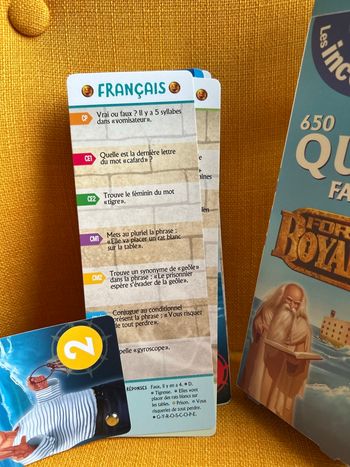 FRANÇAIS
CP
Vrai ou faux ? Il y a 5 syllabes
dans «vomisateur».
CE1
Quelle est la dernière lettre
du mot «cafard» ?
CE2
Trouve le féminin du mot
«tigre».
CM1
Mets au pluriel la phrase :
«Elle va placer un rat blanc
sur la table».
CM2
Trouve un synonyme de «geôle»
dans la phrase : «Le prisonnier
espère s'évader de la geôle».
Conjugue au conditionnel
présent la phrase : «Vous risquez
de tout perdre».
pelle «gyroscope».
RÉPONSES Faux, il y en a 4. D.
Tigresse. Elles vont
placer des rats blancs sur
les tables. Prison. Vous
risqueriez de tout perdre.
G-Y-R-O-S-C-O-P-E.
2
Les inc
650
QU
FA
FOR
BOYA